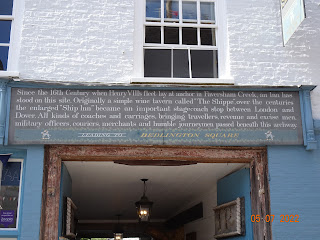 Since the 16th Century when Henry VIIIs fleet lay at anchor in Faversham Creek, an Inn has
stood on this site. Originally a simple wine tavern called "The Shippe", over the centuries
the enlarged "Ship Inn" became an important stagecoach stop between London and
Dover. All kinds of coaches and carriages, bringing travellers, revenue and excise men,
military officers, couriers, merchants and humble journeymen passed beneath this archway
LEADING TO BEDLINGTON SQUARE